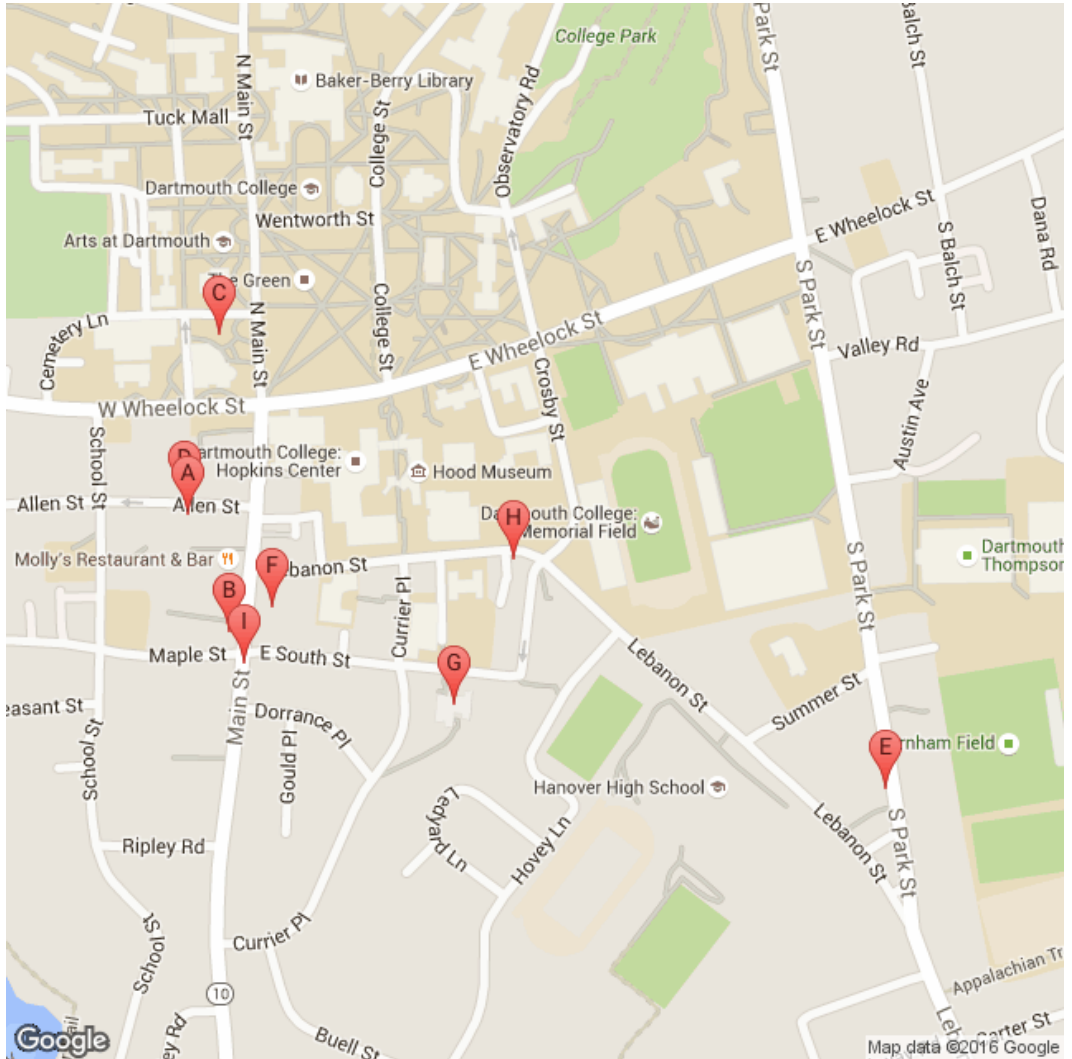 College Park
S Park St
S Balch St
N Main St
Baker-Berry Library
Observatory Rd
Tuck Mall
College St
Dartmouth College
Wentworth St
E Wheelock St
Dana Rd
Arts at Dartmouth
S Balch St
The Green
S Park St
C
N Main St
College St
Cemetery Ln
E Wheelock St
Valley Rd
Crosby St
W Wheelock St
Austin Ave
School St
Dartmouth College:
Hopkins Center
A
Hood Museum
Allen St
Allen St
H
Dartmouth College:
Memorial Field
S Park St
Dartmouth
Thompson
Molly's Restaurant & Bar
F
Lebanon St
Currier Pl
B
I
Maple St
E South St
G
Lebanon St
Summer St
easant St
Main St
Dorrance Pl
Gould Pl
School St
E
rnham Field
Hanover High School
Ledyard Ln
Hovey Ln
Lebanon St
S Park St
Ripley Rd
School St
Currier Pl
10
Appalachian Tr
ley Rd
Buell St
Leb
Carter St
Google
Map data ©2016 Google